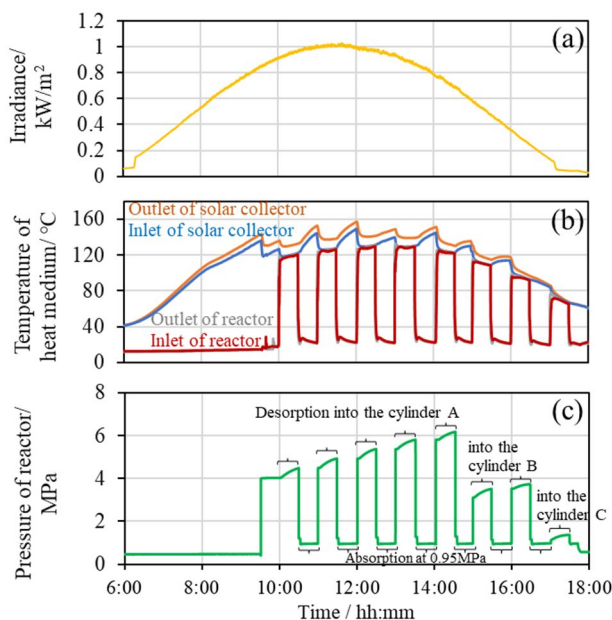 (a)
Irradiance/
kW/m²
1.2
1
0.8
0.6
0.4
0.2
0
(b)
Temperature of
heat medium/ °C
160
120
80
40
0
Outlet of solar collector
Inlet of solar collector
Outlet of reactor
Inlet of reactor
(c)
Pressure of reactor/
MPa
8
6
4
2
0
Desorption into the cylinder A
into the
cylinder B
into the
cylinder C
Absorption at 0.95MPa
6:00 8:00 10:00 12:00 14:00 16:00 18:00
Time / hh:mm